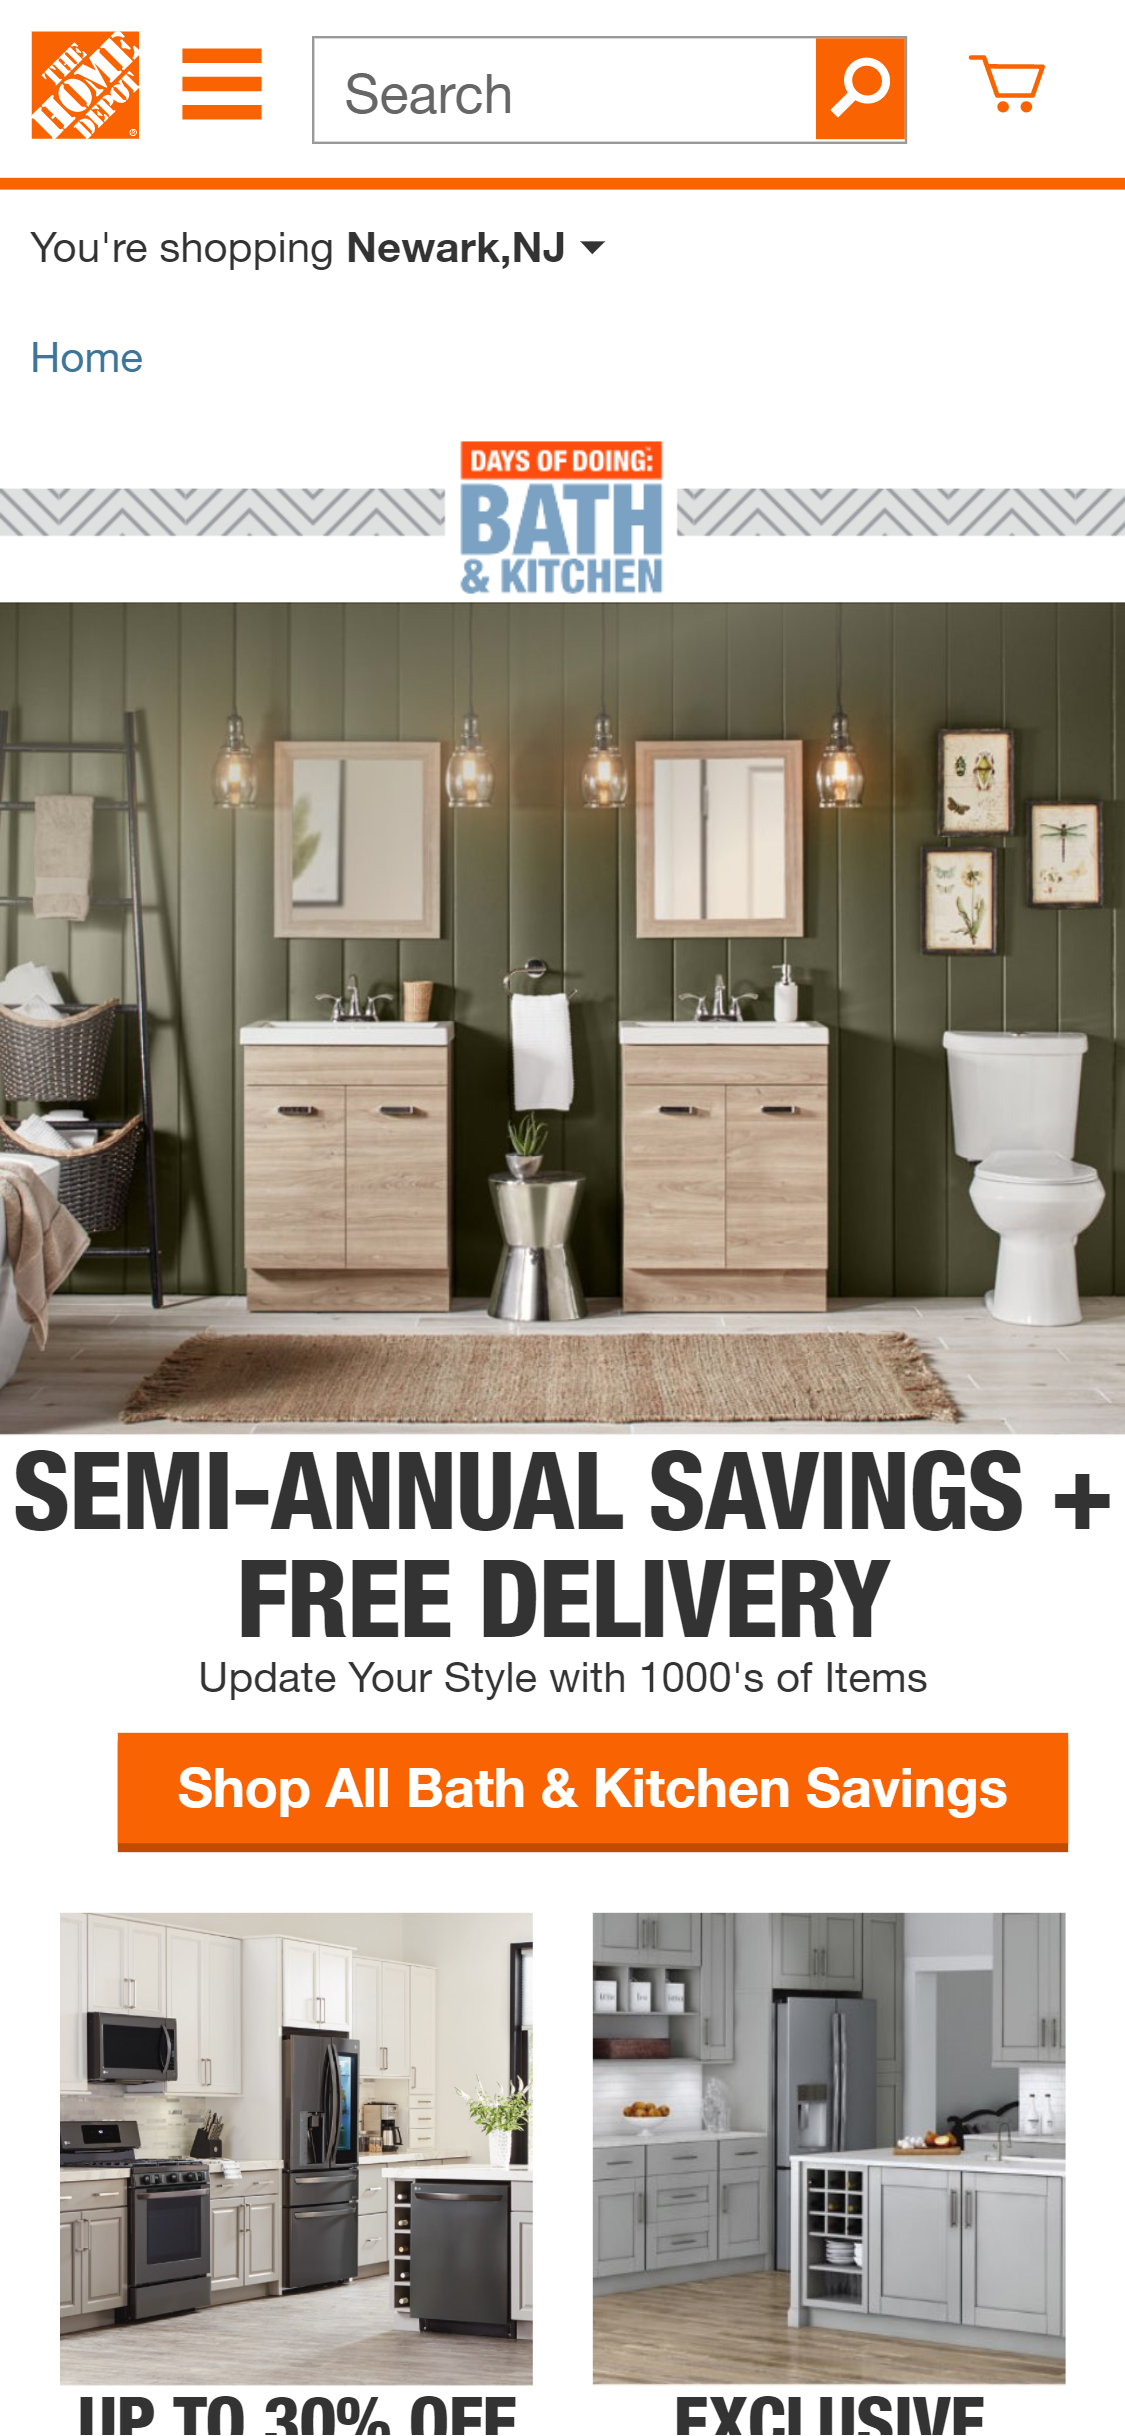 THE
HOME
DEPOT
Search
You're shopping Newark,NJ
Home
DAYS OF DOING:
BATH
& KITCHEN
SEMI-ANNUAL SAVINGS +
FREE DELIVERY
Update Your Style with 1000's of Items
Shop All Bath & Kitchen Savings
UP TO 30% OFF
EXCLUSIVE